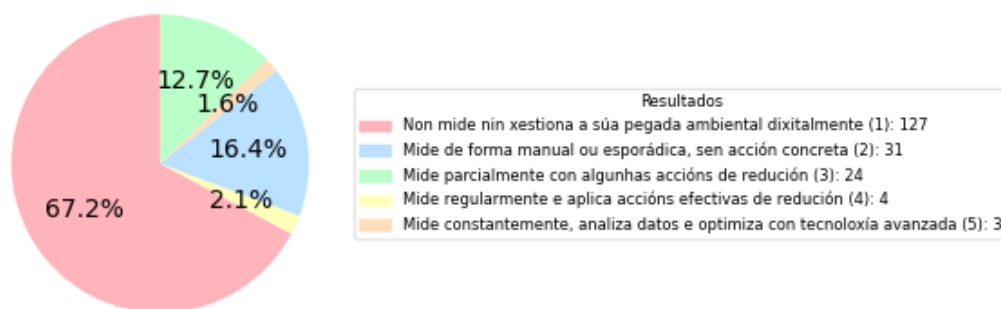 12.7%
1.6%
16.4%
2.1%
67.2%
Resultados
Non mide nin xestiona a súa pegada ambiental dixitalmente (1): 127
Mide de forma manual ou esporádica, sen acción concreta (2): 31
Mide parcialmente con algunhas accións de redución (3): 24
Mide regularmente e aplica accións efectivas de redución (4): 4
Mide constantemente, analiza datos e optimiza con tecnoloxía avanzada (5): 3